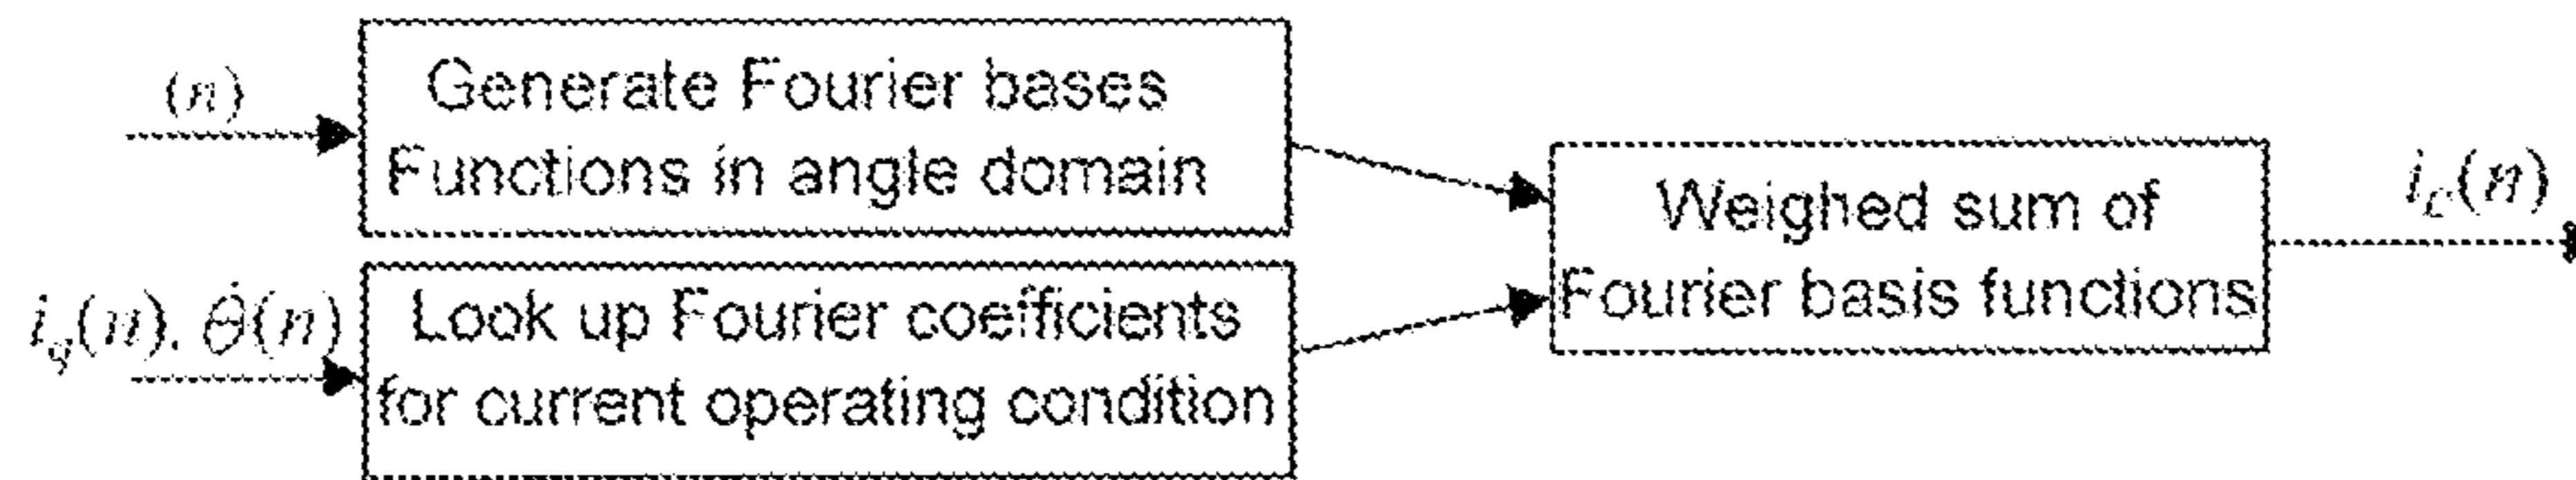 (n)
Generate Fourier bases
Functions in angle domain
i_q(n). θ̇(n)
Look up Fourier coefficients
for current operating condition
Weighed sum of
Fourier basis functions
i_c(n)